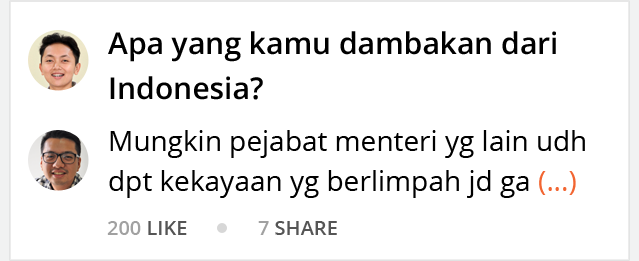 Apa yang kamu dambakan dari
Indonesia?
Mungkin pejabat menteri yg lain udh
dpt kekayaan yg berlimpah jd ga (...)
200 LIKE • 7 SHARE